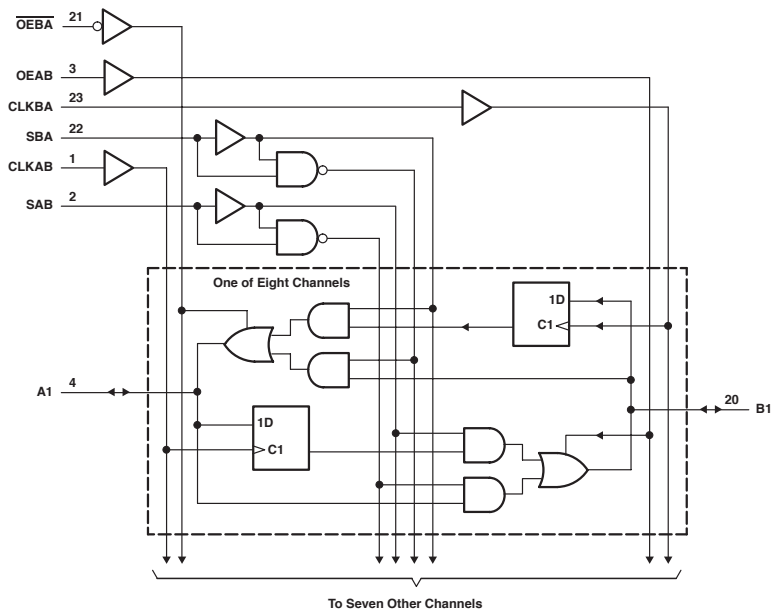 OEBA 21
OEAB 3
CLKBA 23
SBA 22
CLKAB 1
SAB 2
One of Eight Channels
1D
C1
A1 4
20 B1
1D
C1
To Seven Other Channels